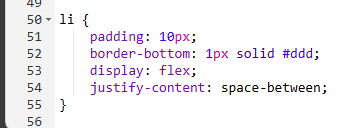 49
50 li {
51     padding: 10px;
52     border-bottom: 1px solid #ddd;
53     display: flex;
54     justify-content: space-between;
55 }
56